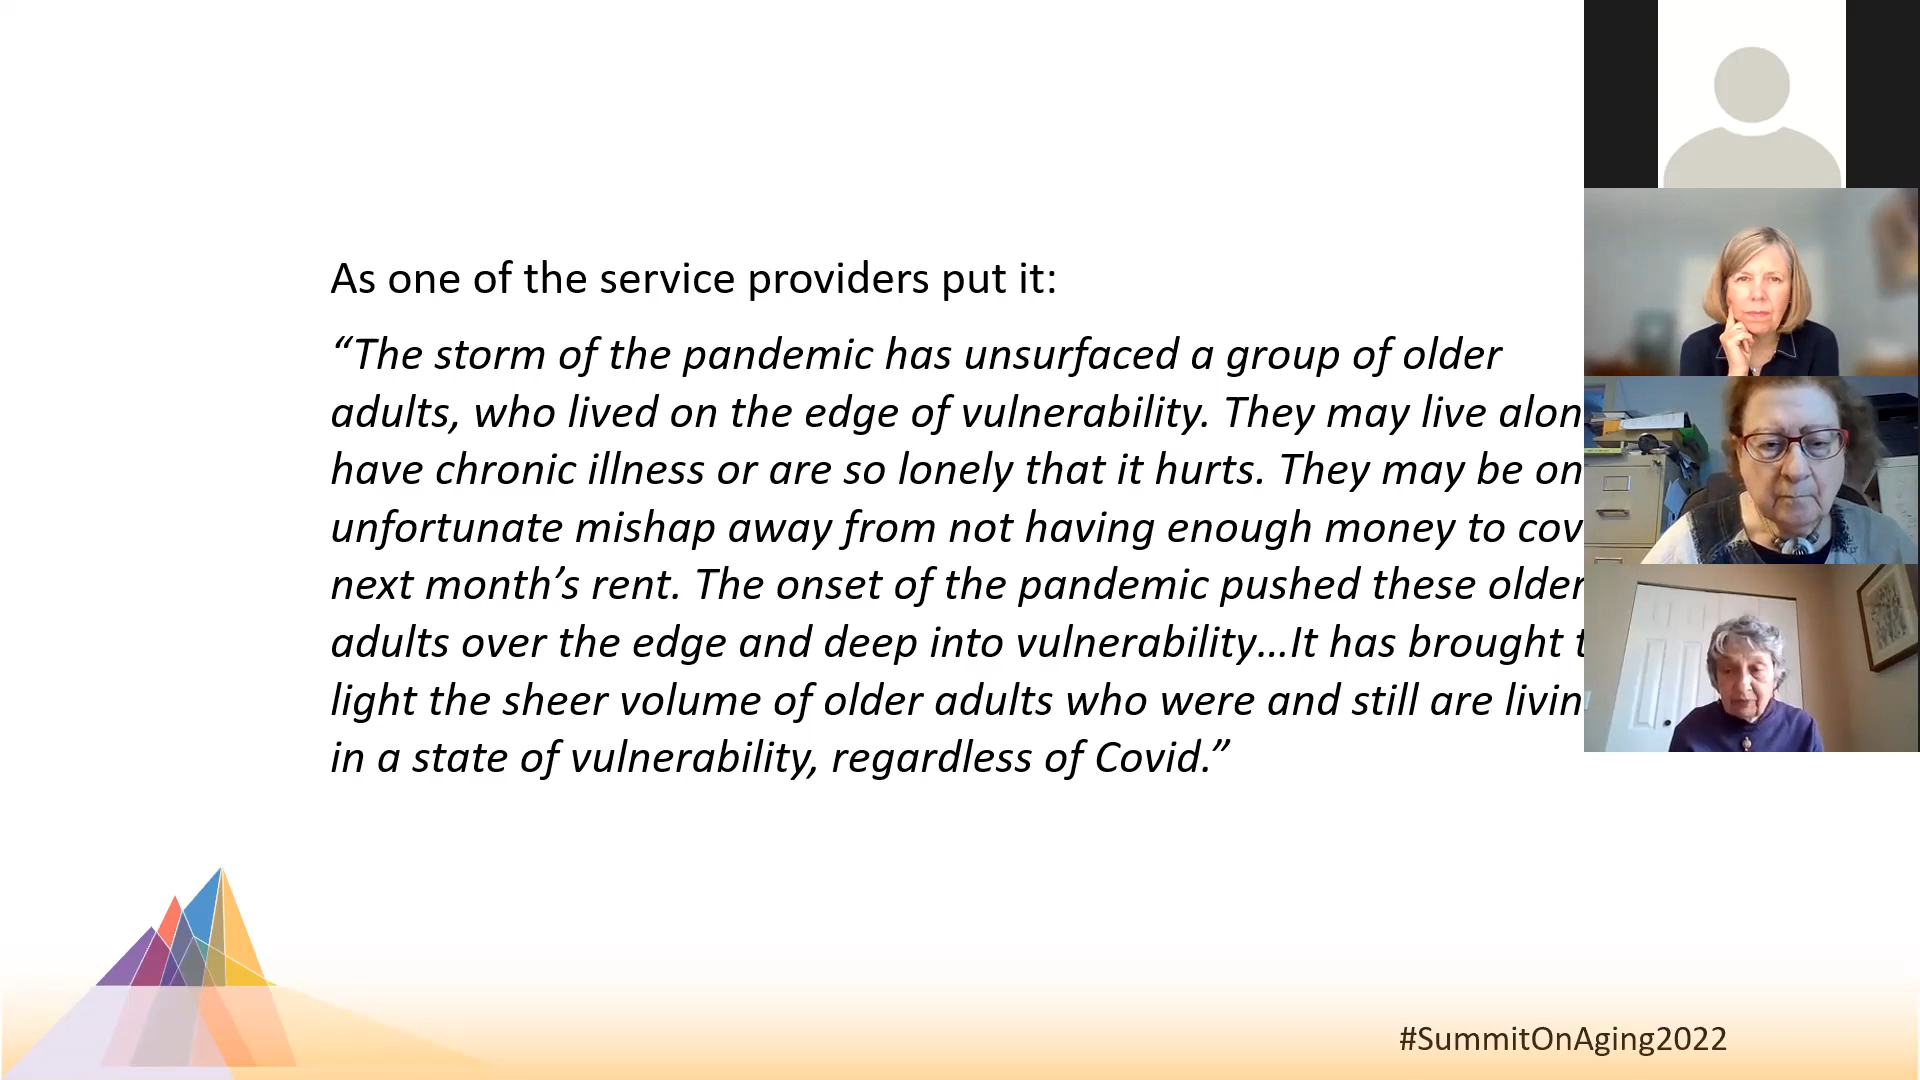 As one of the service providers put it:
“The storm of the pandemic has unsurfaced a group of older
adults, who lived on the edge of vulnerability. They may live alon
have chronic illness or are so lonely that it hurts. They may be on
unfortunate mishap away from not having enough money to cov
next month’s rent. The onset of the pandemic pushed these older
adults over the edge and deep into vulnerability…It has brought t
light the sheer volume of older adults who were and still are livin
in a state of vulnerability, regardless of Covid.”
#SummitOnAging2022